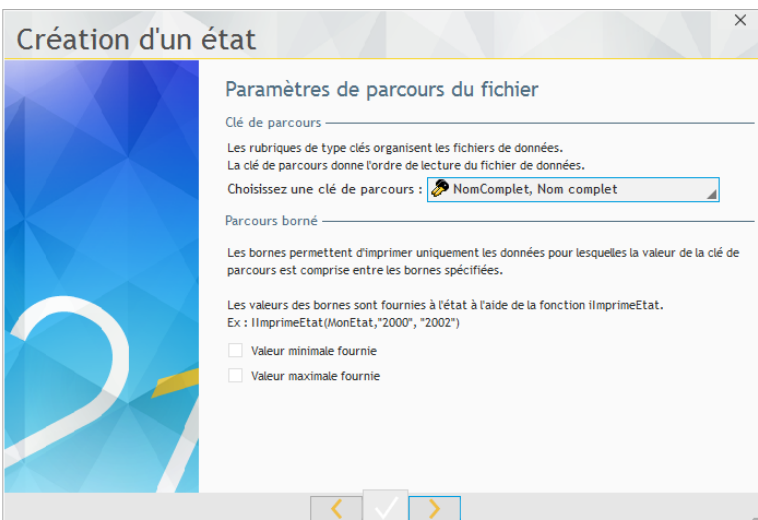 Création d'un état
Paramètres de parcours du fichier
Clé de parcours
Les rubriques de type clés organisent les fichiers de données.
La clé de parcours donne l'ordre de lecture du fichier de données.
Choisissez une clé de parcours : NomComplet, Nom complet
Parcours borné
Les bornes permettent d'imprimer uniquement les données pour lesquelles la valeur de la clé de
parcours est comprise entre les bornes spécifiées.
Les valeurs des bornes sont fournies à l'état à l'aide de la fonction iImprimeEtat.
Ex : IImprimeEtat(MonEtat,"2000", "2002")
Valeur minimale fournie
Valeur maximale fournie
21